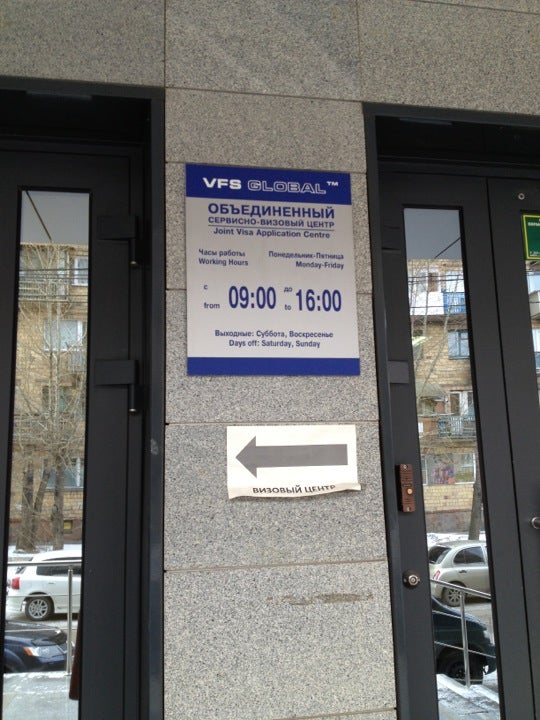 VFS GLOBAL™
ОБЪЕДИНЕННЫЙ
СЕРВИСНО-ВИЗОВЫЙ ЦЕНТР
Joint Visa Application Centre
Часы работы Понедельник-Пятница
Working Hours Monday-Friday
с 09:00 до 16:00
from to
Выходные: Суббота, Воскресенье
Days off: Saturday, Sunday
ВИЗОВЫЙ ЦЕНТР